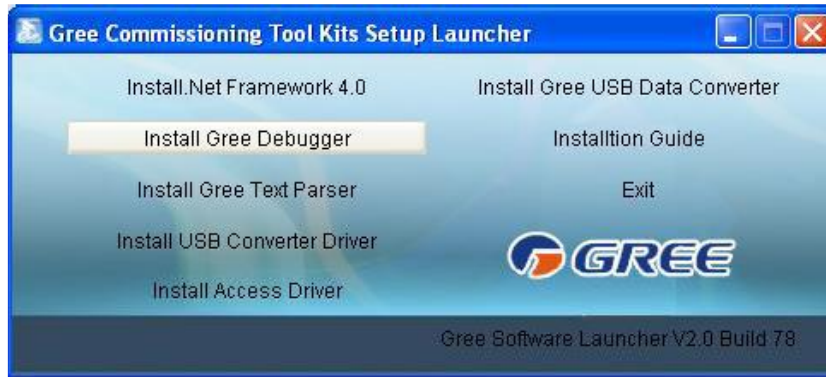 Gree Commissioning Tool Kits Setup Launcher
Install.Net Framework 4.0
Install Gree USB Data Converter
Install Gree Debugger
Installtion Guide
Install Gree Text Parser
Exit
Install USB Converter Driver
GREE
Install Access Driver
Gree Software Launcher V2.0 Build 78